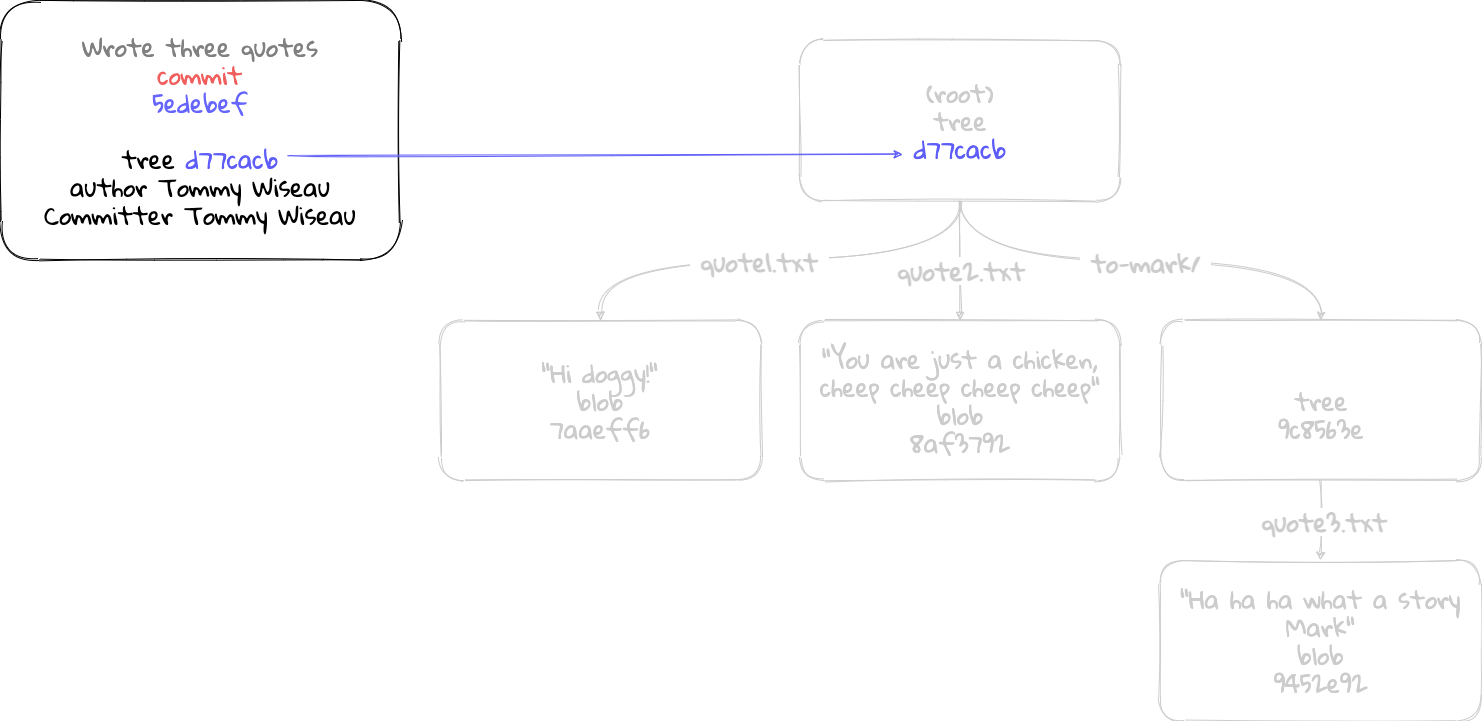 Wrote three quotes
commit
5edebef
tree d77cacb
author Tommy Wiseau
Committer Tommy Wiseau
(root)
tree
d77cacb
quote1.txt
quote2.txt
to-mark/
"Hi doggy!"
blob
7aaeff6
"You are just a chicken,
cheep cheep cheep cheep"
blob
8af3792
tree
9c8563e
quote3.txt
"Ha ha ha what a story
Mark"
blob
9452e92